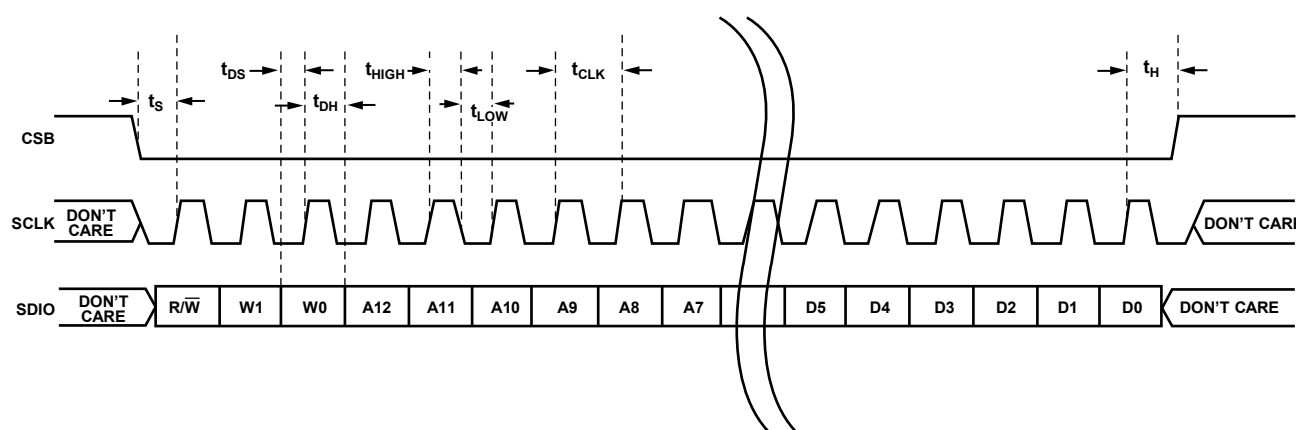 tDS tHIGH tCLK tH
tS tDH tLOW
CSB
SCLK DON'T CARE DON'T CARE
SDIO DON'T CARE R/W̅ W1 W0 A12 A11 A10 A9 A8 A7 D5 D4 D3 D2 D1 D0 DON'T CARE